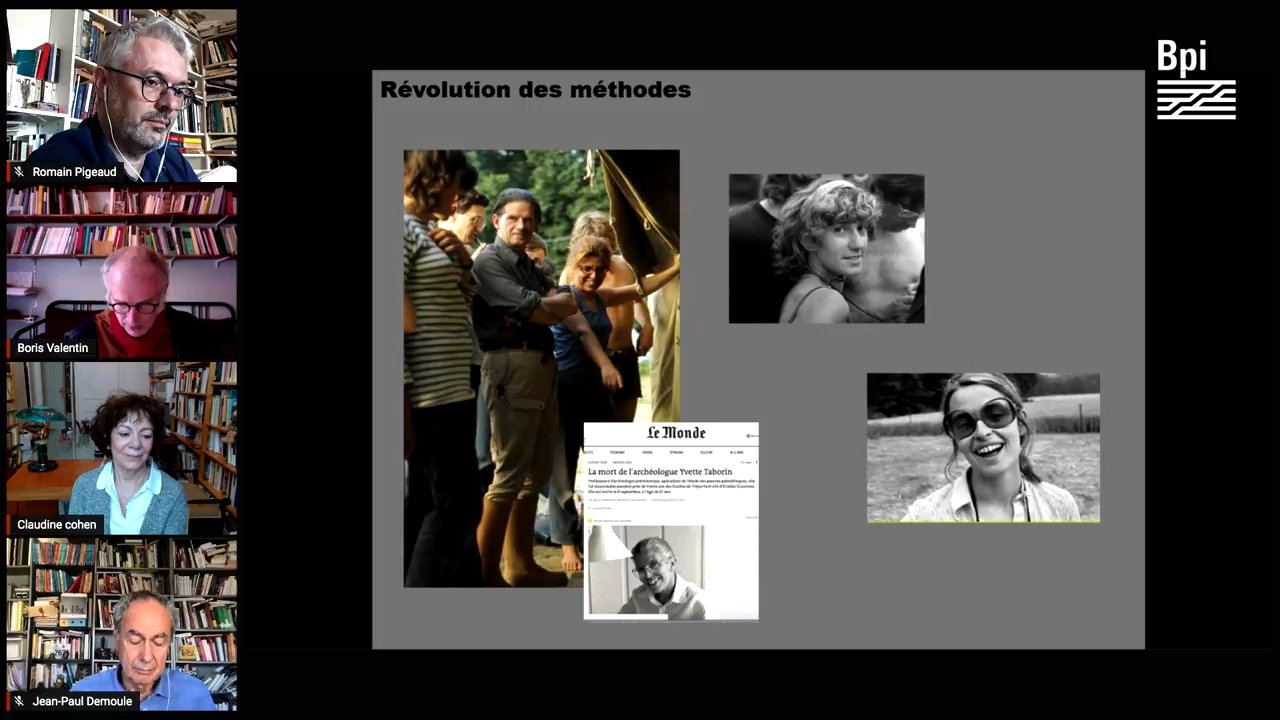 Romain Pigeaud
Boris Valentin
Claudine cohen
Jean-Paul Demoule
Révolution des méthodes
Le Monde
La mort de l'archéologue Yvette Taborin
Bpi